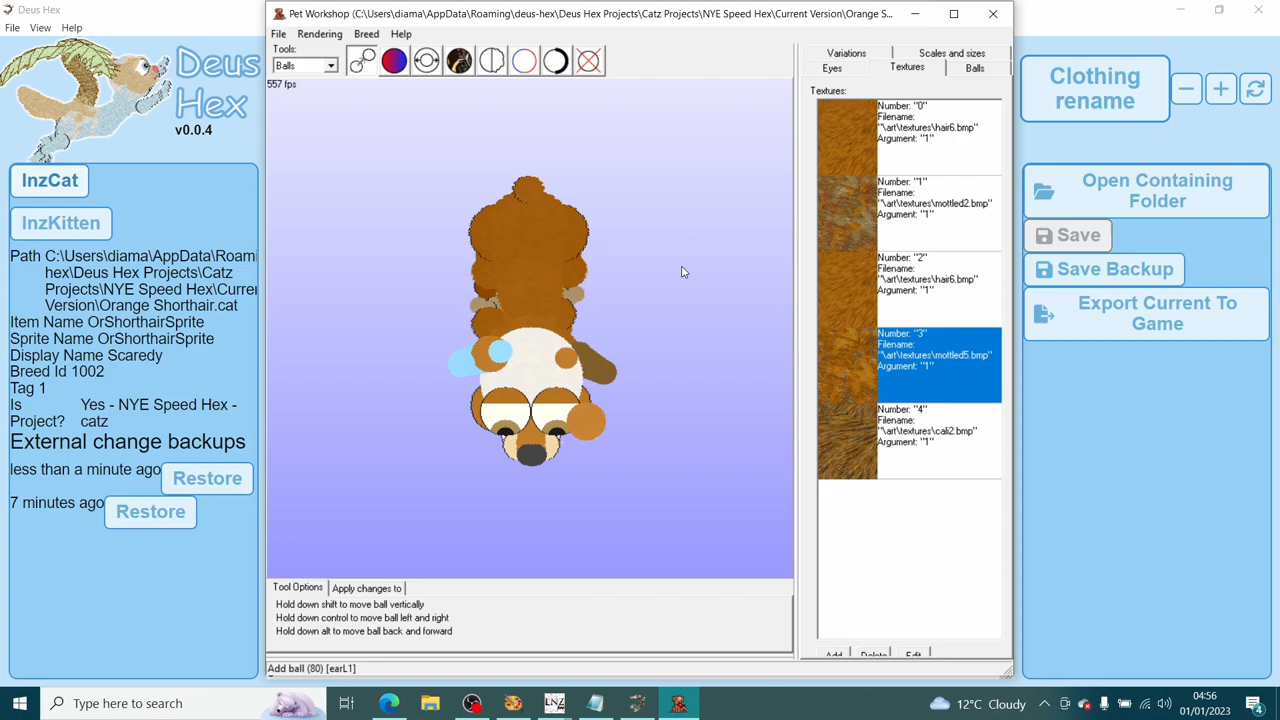 Deus Hex
File View Help
Deus
Hex
v0.0.4
lnzCat
lnzKitten
Path C:\Users\diama\AppData\Roami
hex\Deus Hex Projects\Catz
Projects\NYE Speed Hex\Curren
Version\Orange Shorthair.cat
Item Name OrShorthairSprite
Sprite Name OrShorthairSprite
Display Name Scaredy
Breed Id 1002
Tag 1
Is Yes - NYE Speed Hex -
Project? catz
External change backups
less than a minute ago Restore
7 minutes ago Restore
Pet Workshop (C:\Users\diama\AppData\Roaming\deus-hex\Deus Hex Projects\Catz Projects\NYE Speed Hex\Current Version\Orange S...
File Rendering Breed Help
Tools:
Balls
557 fps
Variations Scales and sizes
Eyes Textures Balls
Textures:
Number: "0"
Filename:
"\art\textures\hair6.bmp"
Argument: "1"
Number: "1"
Filename:
"\art\textures\mottled2.bmp"
Argument: "1"
Number: "2"
Filename:
"\art\textures\hair6.bmp"
Argument: "1"
Number: "3"
Filename:
"\art\textures\mottled5.bmp"
Argument: "1"
Number: "4"
Filename:
"\art\textures\cali2.bmp"
Argument: "1"
Add Delete Edit
Tool Options Apply changes to
Hold down shift to move ball vertically
Hold down control to move ball left and right
Hold down alt to move ball back and forward
Add ball (80) [earL1]
Clothing
rename
Open Containing
Folder
Save
Save Backup
Export Current To
Game
Type here to search
LNZ
12°C Cloudy
04:56
01/01/2023
4